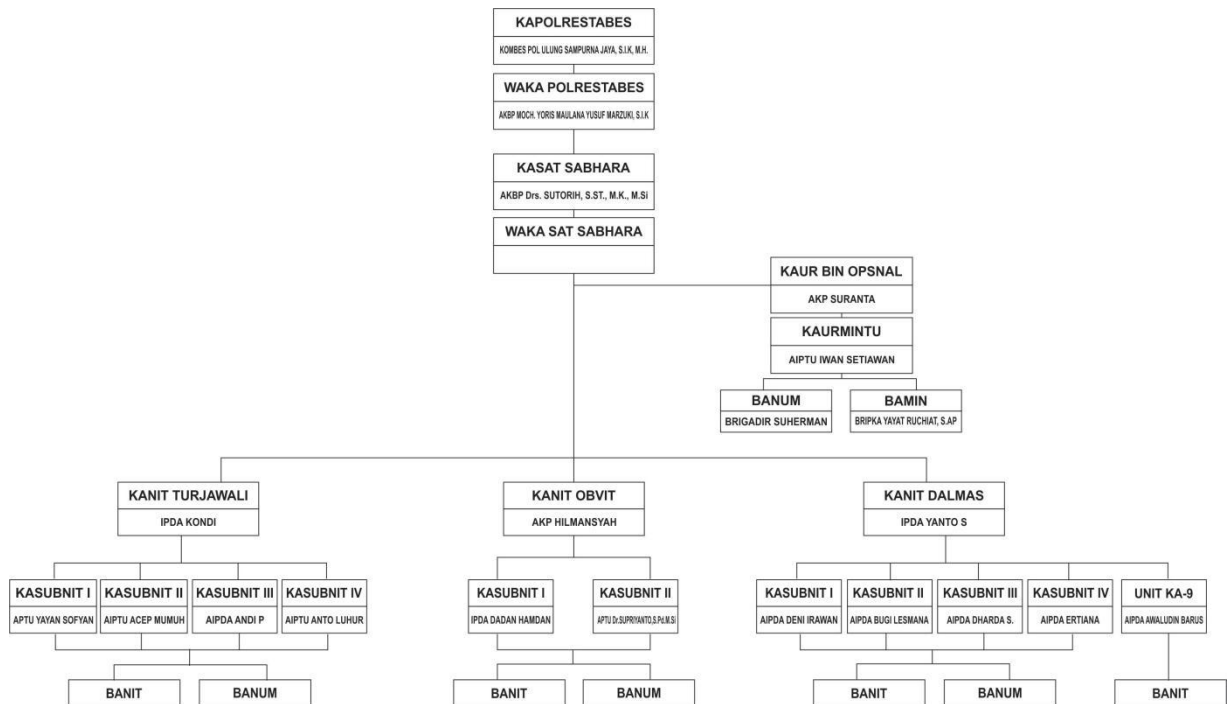 KAPOLRESTABES
KOMBES POL ULUNG SAMPURNA JAYA, S.I.K, M.H.
WAKA POLRESTABES
AKBP MOCH. YORIS MAULANA YUSUF MARZUKI, S.I.K
KASAT SABHARA
AKBP Drs. SUTORIH, S.ST., M.K., M.Si
WAKA SAT SABHARA
KAUR BIN OPSNAL
AKP SURANTA
KAURMINTU
AIPTU IWAN SETIAWAN
BANUM
BRIGADIR SUHERMAN
BAMIN
BRIPKA YAYAT RUCHIAT, S.AP
KANIT TURJAWALI
IPDA KONDI
KANIT OBVIT
AKP HILMANSYAH
KANIT DALMAS
IPDA YANTO S
KASUBNIT I
APTU YAYAN SOFYAN
KASUBNIT II
AIPTU ACEP MUMUH
KASUBNIT III
AIPDA ANDI P
KASUBNIT IV
AIPTU ANTO LUHUR
KASUBNIT I
IPDA DADAN HAMDAN
KASUBNIT II
APTU Dr.SUPRIYANTO,S.Pd.M.Si
KASUBNIT I
AIPDA DENI IRAWAN
KASUBNIT II
AIPDA BUGI LESMANA
KASUBNIT III
AIPDA DHARDA S.
KASUBNIT IV
AIPDA ERTIANA
UNIT KA-9
AIPDA AWALUDIN BARUS
BANIT
BANUM
BANIT
BANUM
BANIT
BANUM
BANIT